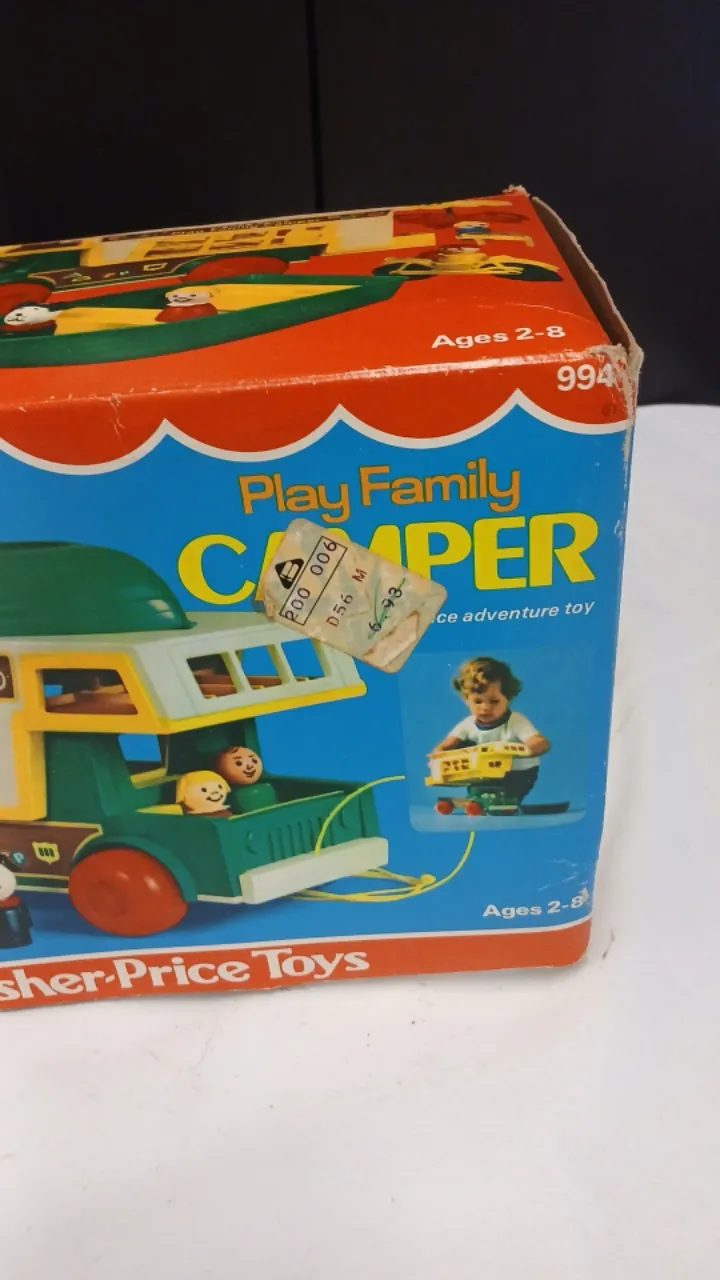 Ages 2-8
994
Play Family
CAMPER
200 006
D56 M
6.93
ce adventure toy
Ages 2-8
sher-Price Toys